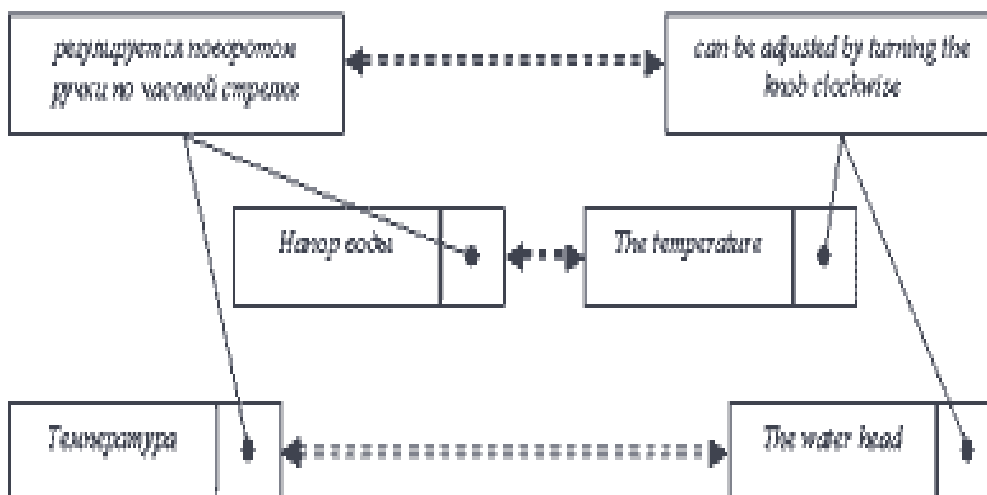 регулируется поворотом
ручки по часовой стрелке
can be adjusted by turning the
knob clockwize
Напор воды
The temperature
Температура
The water head